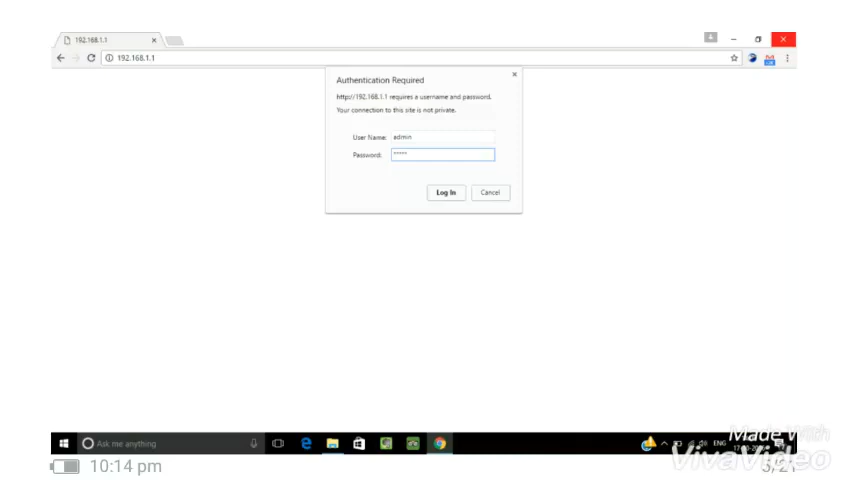 192.168.1.1
192.168.1.1
Authentication Required
http://192.168.1.1 requires a username and password.
Your connection to this site is not private.
User Name: admin
Password: *****
Log In Cancel
Ask me anything
ENG
Made With
VivaVideo
10:14 pm